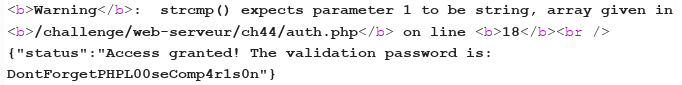 <b>Warning</b>:  strcmp() expects parameter 1 to be string, array given in
<b>/challenge/web-serveur/ch44/auth.php</b> on line <b>18</b><br />
{"status":"Access granted! The validation password is:
DontForgetPHPL00seComp4r1s0n"}